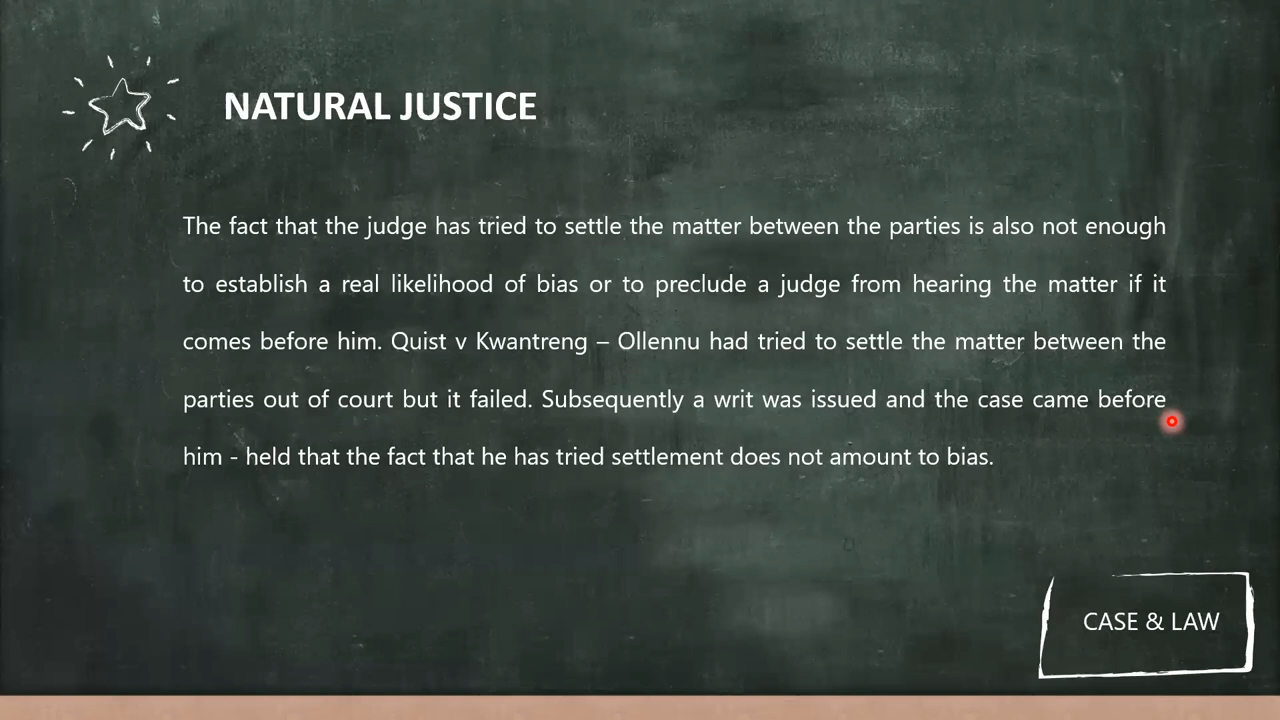 NATURAL JUSTICE
The fact that the judge has tried to settle the matter between the parties is also not enough
to establish a real likelihood of bias or to preclude a judge from hearing the matter if it
comes before him. Quist v Kwantreng – Ollennu had tried to settle the matter between the
parties out of court but it failed. Subsequently a writ was issued and the case came before
him - held that the fact that he has tried settlement does not amount to bias.
CASE & LAW